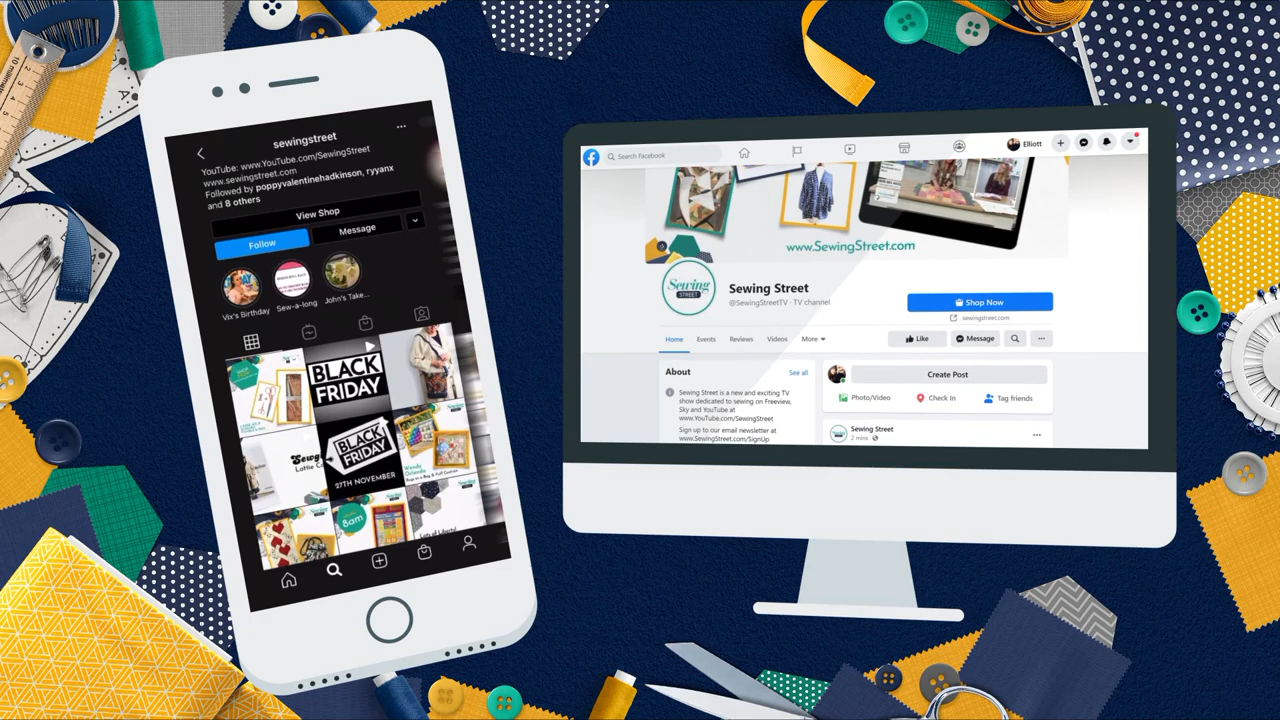 sewingstreet
YouTube: www.YouTube.com/SewingStreet
www.sewingstreet.com
Followed by poppyvalentinehadkinson, ryyanx
and 8 others
View Shop
Follow
Message
Vix's Birthday
Sew-a-long
John's Take...
BLACK
FRIDAY
BLACK
FRIDAY
27TH NOVEMBER
Sewing
Wendy
8am
Search Facebook
Elliott
www.SewingStreet.com
Sewing
STREET
Sewing Street
@SewingStreetTV · TV channel
Shop Now
sewingstreet.com
Home
Events
Reviews
Videos
More
Like
Message
About
See all
Sewing Street is a new and exciting TV
show dedicated to sewing on Freeview,
Sky and YouTube at
www.YouTube.com/SewingStreet
Sign up to our email newsletter at
www.SewingStreet.com/SignUp
Create Post
Photo/Video
Check In
Tag friends
Sewing Street
2 mins